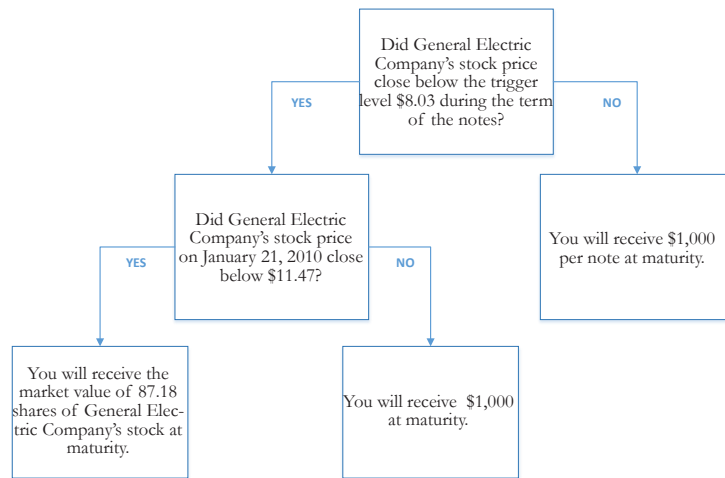 Did General Electric
Company's stock price
close below the trigger
level $8.03 during the term
of the notes?
YES
NO
Did General Electric
Company's stock price
on January 21, 2010 close
below $11.47?
You will receive $1,000
per note at maturity.
YES
NO
You will receive the
market value of 87.18
shares of General Elec-
tric Company's stock at
maturity.
You will receive $1,000
at maturity.